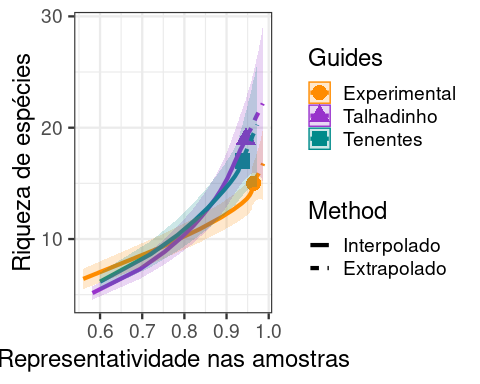 30
20
10
Riqueza de espécies
0.6 0.7 0.8 0.9 1.0
Representatividade nas amostras
Guides
Experimental
Talhadinho
Tenentes
Method
Interpolado
Extrapolado